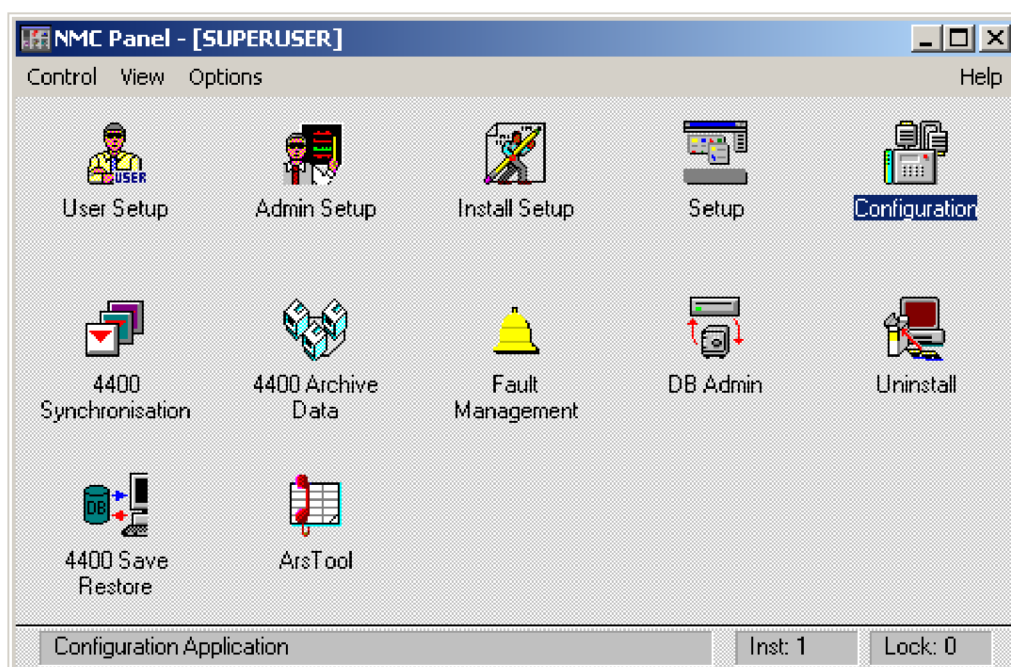 NMC Panel - [SUPERUSER]
Control View Options Help
USER
User Setup Admin Setup Install Setup Setup Configuration
4400 4400 Archive Fault DB Admin Uninstall
Synchronisation Data Management
DB
4400 Save ArsTool
Restore
Configuration Application Inst: 1 Lock: 0